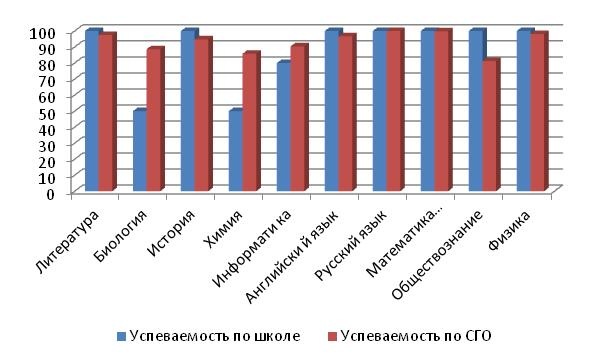 100
90
80
70
60
50
40
30
20
10
0
Литература
Биология
История
Химия
Информати ка
Английски й язык
Русский язык
Математика...
Обществознание
Физика
Успеваемость по школе
Успеваемость по СГО